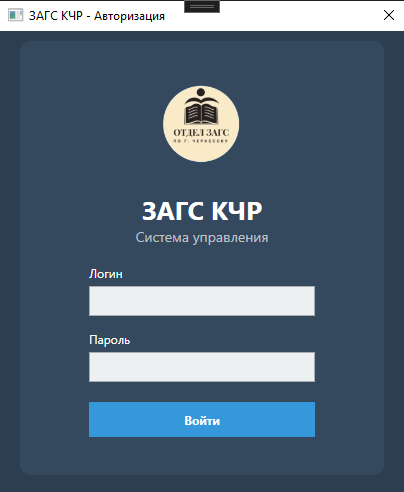 ЗАГС КЧР - Авторизация
ОТДЕЛ ЗАГС
ПО Г. ЧЕРКЕССКУ
ЗАГС КЧР
Система управления
Логин
Пароль
Войти